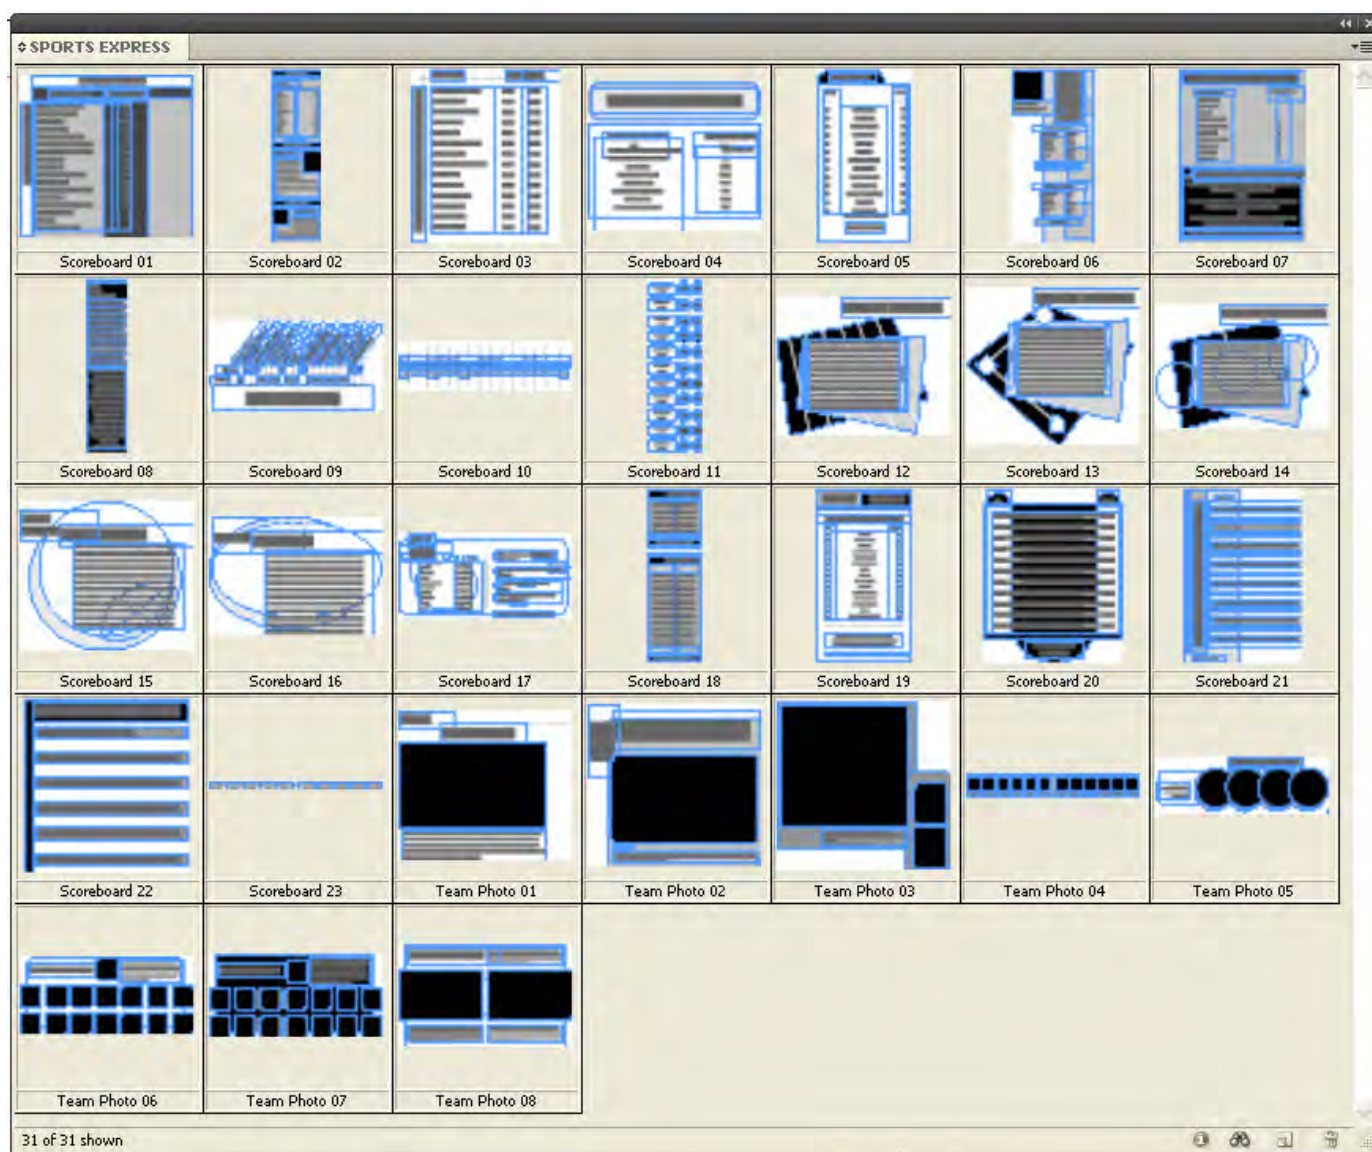 SPORTS EXPRESS
Scoreboard 01 Scoreboard 02 Scoreboard 03 Scoreboard 04 Scoreboard 05 Scoreboard 06 Scoreboard 07
Scoreboard 08 Scoreboard 09 Scoreboard 10 Scoreboard 11 Scoreboard 12 Scoreboard 13 Scoreboard 14
Scoreboard 15 Scoreboard 16 Scoreboard 17 Scoreboard 18 Scoreboard 19 Scoreboard 20 Scoreboard 21
Scoreboard 22 Scoreboard 23 Team Photo 01 Team Photo 02 Team Photo 03 Team Photo 04 Team Photo 05
Team Photo 06 Team Photo 07 Team Photo 08
31 of 31 shown